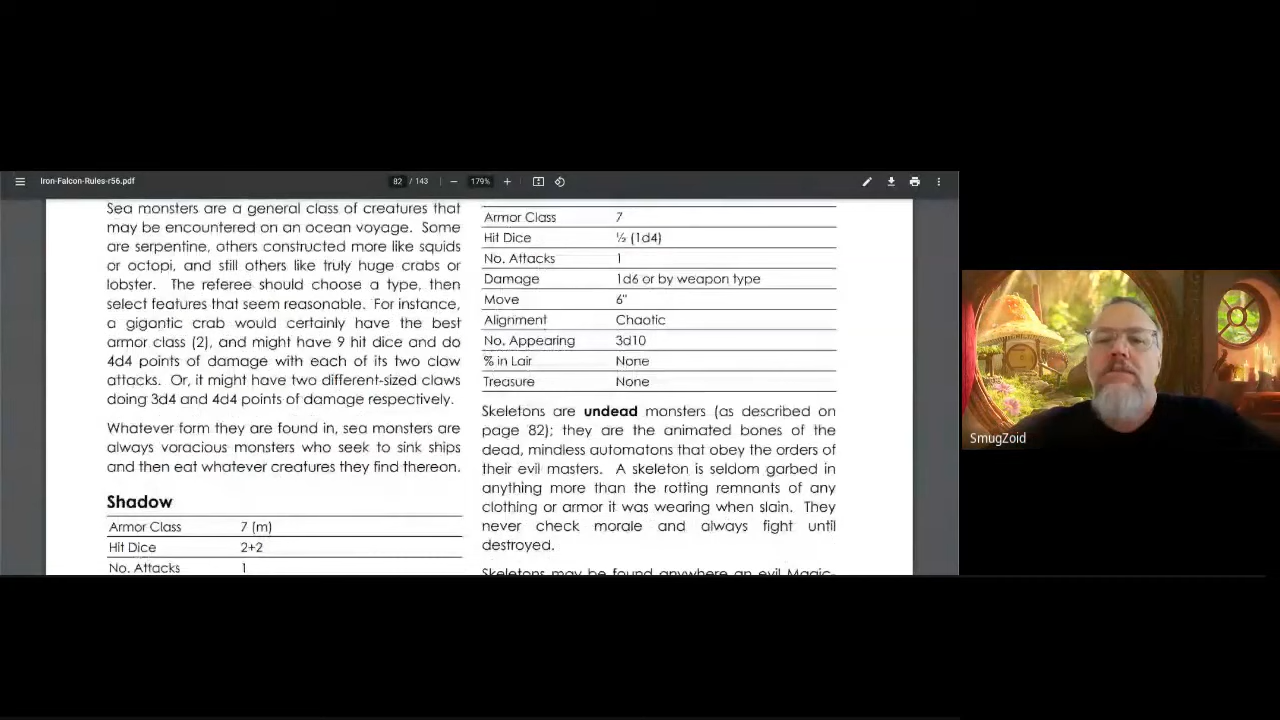 Iron-Falcon-Rules-r56.pdf
82 / 143
179%
Sea monsters are a general class of creatures that
may be encountered on an ocean voyage. Some
are serpentine, others constructed more like squids
or octopi, and still others like truly huge crabs or
lobster. The referee should choose a type, then
select features that seem reasonable. For instance,
a gigantic crab would certainly have the best
armor class (2), and might have 9 hit dice and do
4d4 points of damage with each of its two claw
attacks. Or, it might have two different-sized claws
doing 3d4 and 4d4 points of damage respectively.
Whatever form they are found in, sea monsters are
always voracious monsters who seek to sink ships
and then eat whatever creatures they find thereon.
Shadow
Armor Class 7 (m)
Hit Dice 2+2
No. Attacks 1
Armor Class 7
Hit Dice ½ (1d4)
No. Attacks 1
Damage 1d6 or by weapon type
Move 6"
Alignment Chaotic
No. Appearing 3d10
% in Lair None
Treasure None
Skeletons are undead monsters (as described on
page 82); they are the animated bones of the
dead, mindless automatons that obey the orders of
their evil masters. A skeleton is seldom garbed in
anything more than the rotting remnants of any
clothing or armor it was wearing when slain. They
never check morale and always fight until
destroyed.
Skeletons may be found anywhere an evil Magic-
SmugZoid